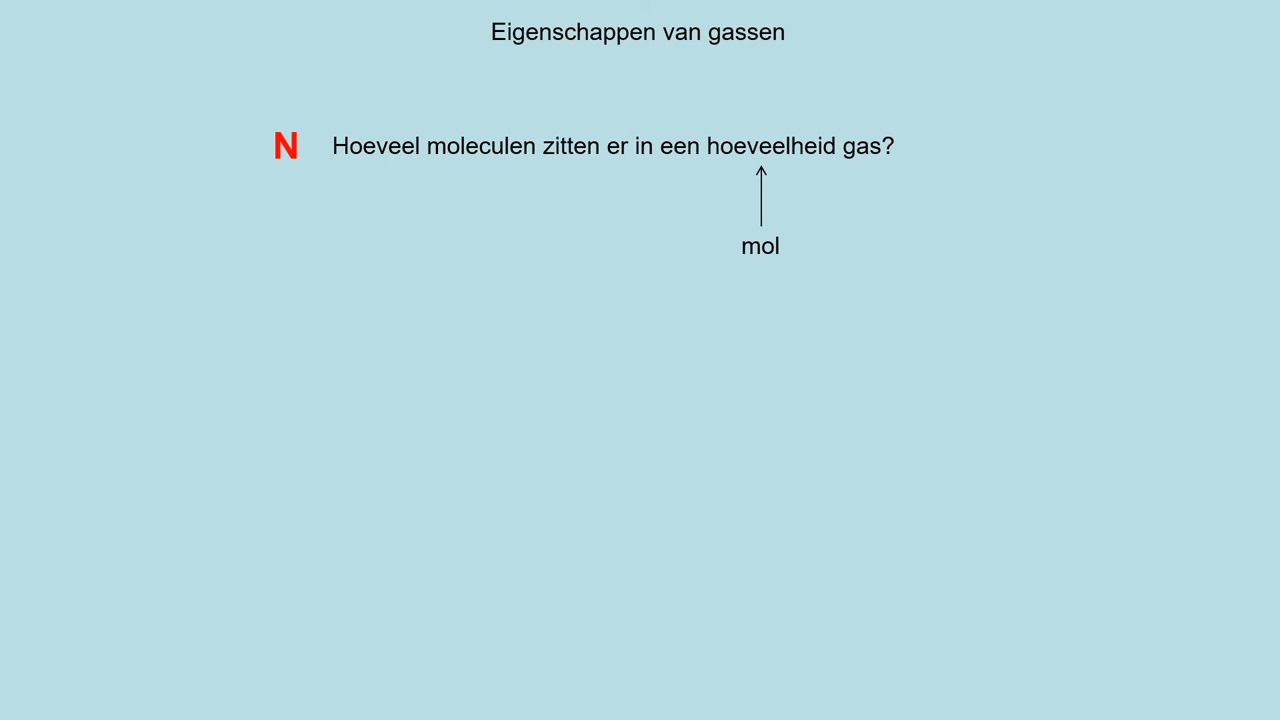 Eigenschappen van gassen
N Hoeveel moleculen zitten er in een hoeveelheid gas?
mol